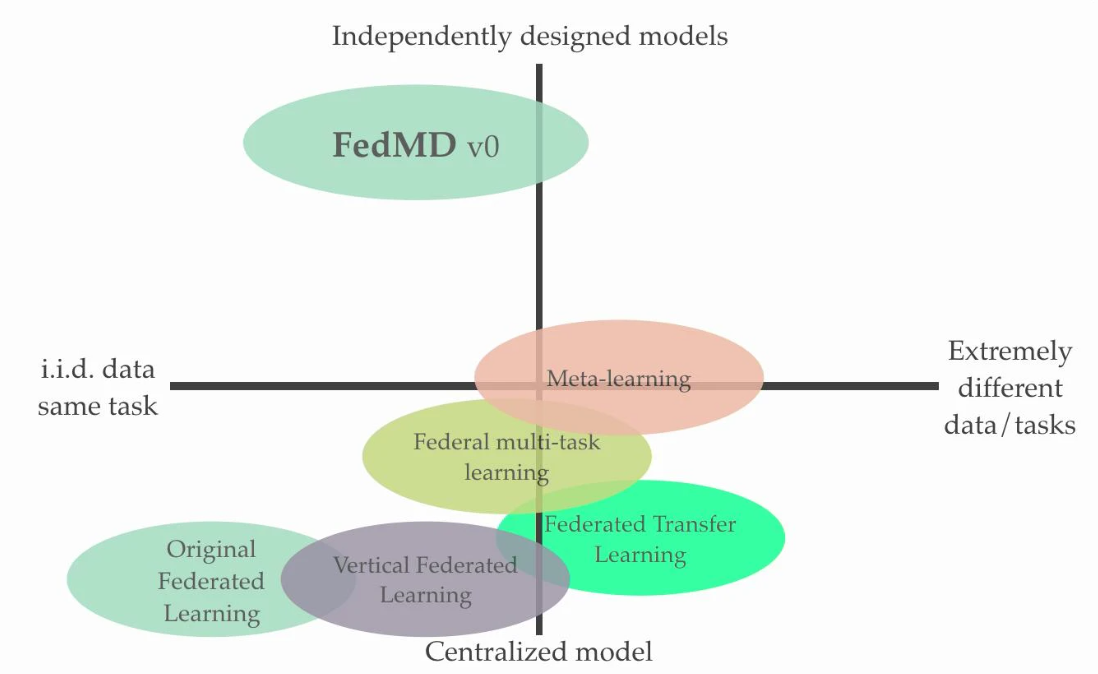 Independently designed models
FedMD v0
i.i.d. data
same task
Extremely
different
data/tasks
Meta-learning
Federal multi-task
learning
Federated Transfer
Learning
Original
Federated
Learning
Vertical Federated
Learning
Centralized model